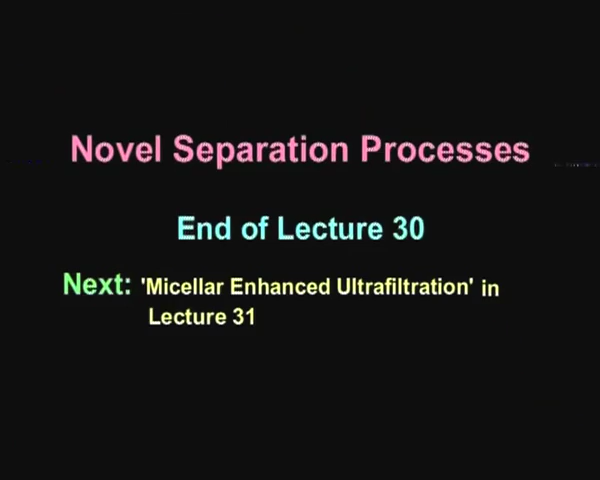 Novel Separation Processes
End of Lecture 30
Next: 'Micellar Enhanced Ultrafiltration' in
Lecture 31